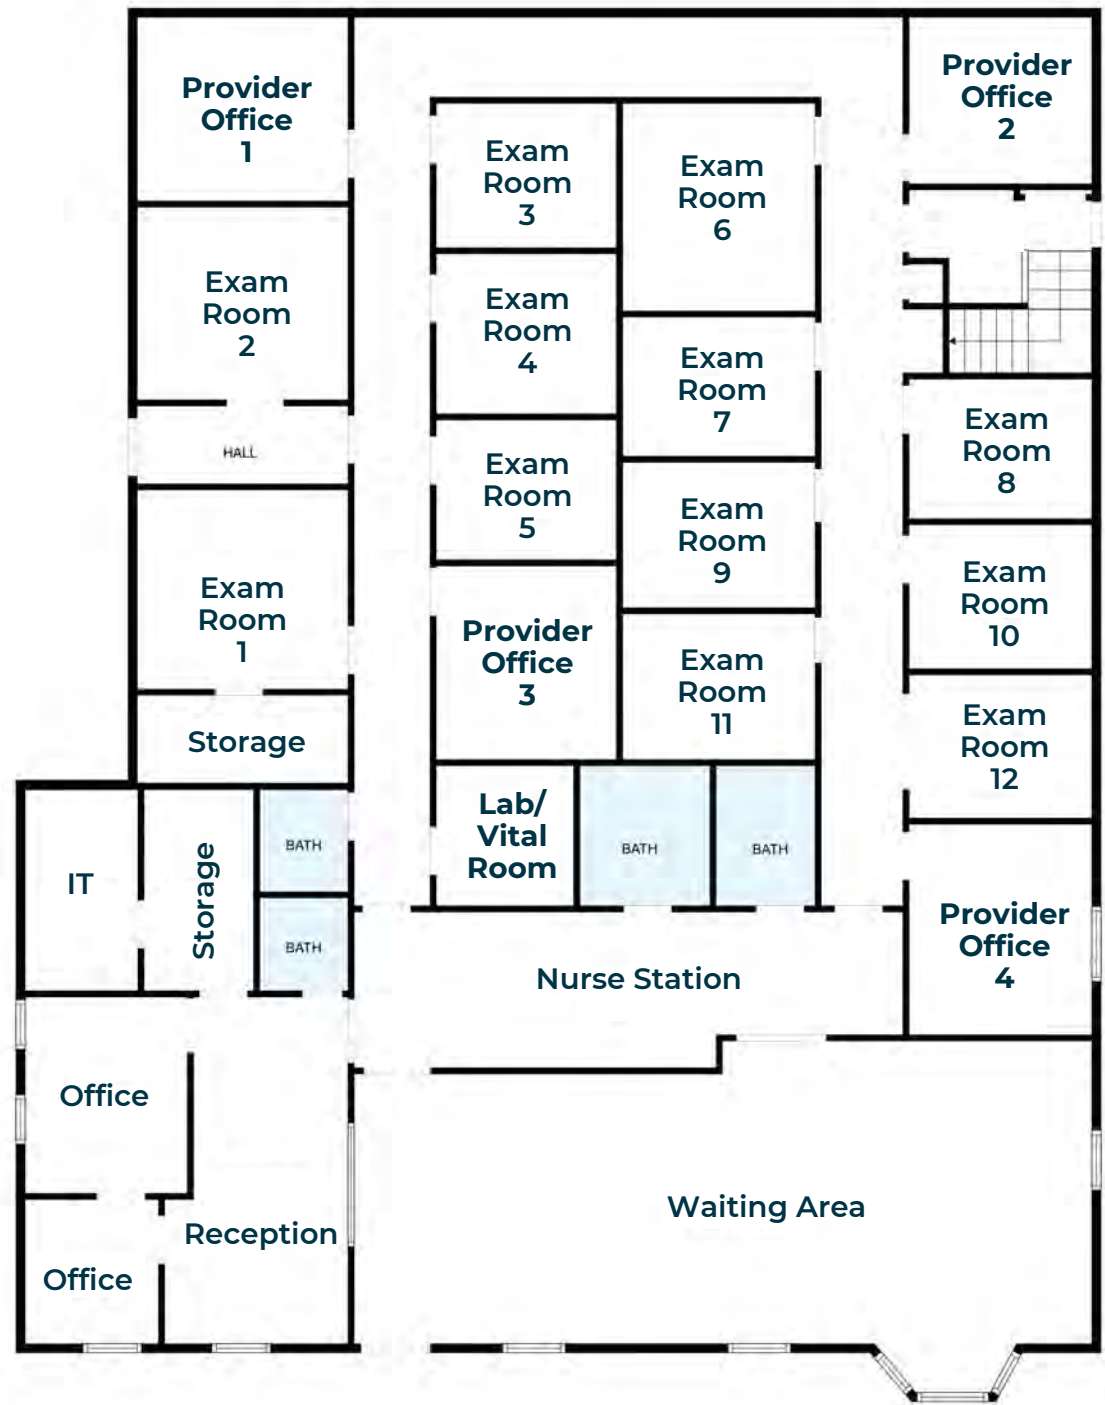 Provider
Office
1
Provider
Office
2
Exam
Room
3
Exam
Room
6
Exam
Room
2
Exam
Room
4
Exam
Room
7
HALL
Exam
Room
8
Exam
Room
5
Exam
Room
9
Exam
Room
1
Exam
Room
10
Provider
Office
3
Exam
Room
11
Storage
Exam
Room
12
Lab/
Vital
Room
BATH
BATH
BATH
IT
Storage
BATH
Provider
Office
4
Nurse Station
Office
Waiting Area
Reception
Office